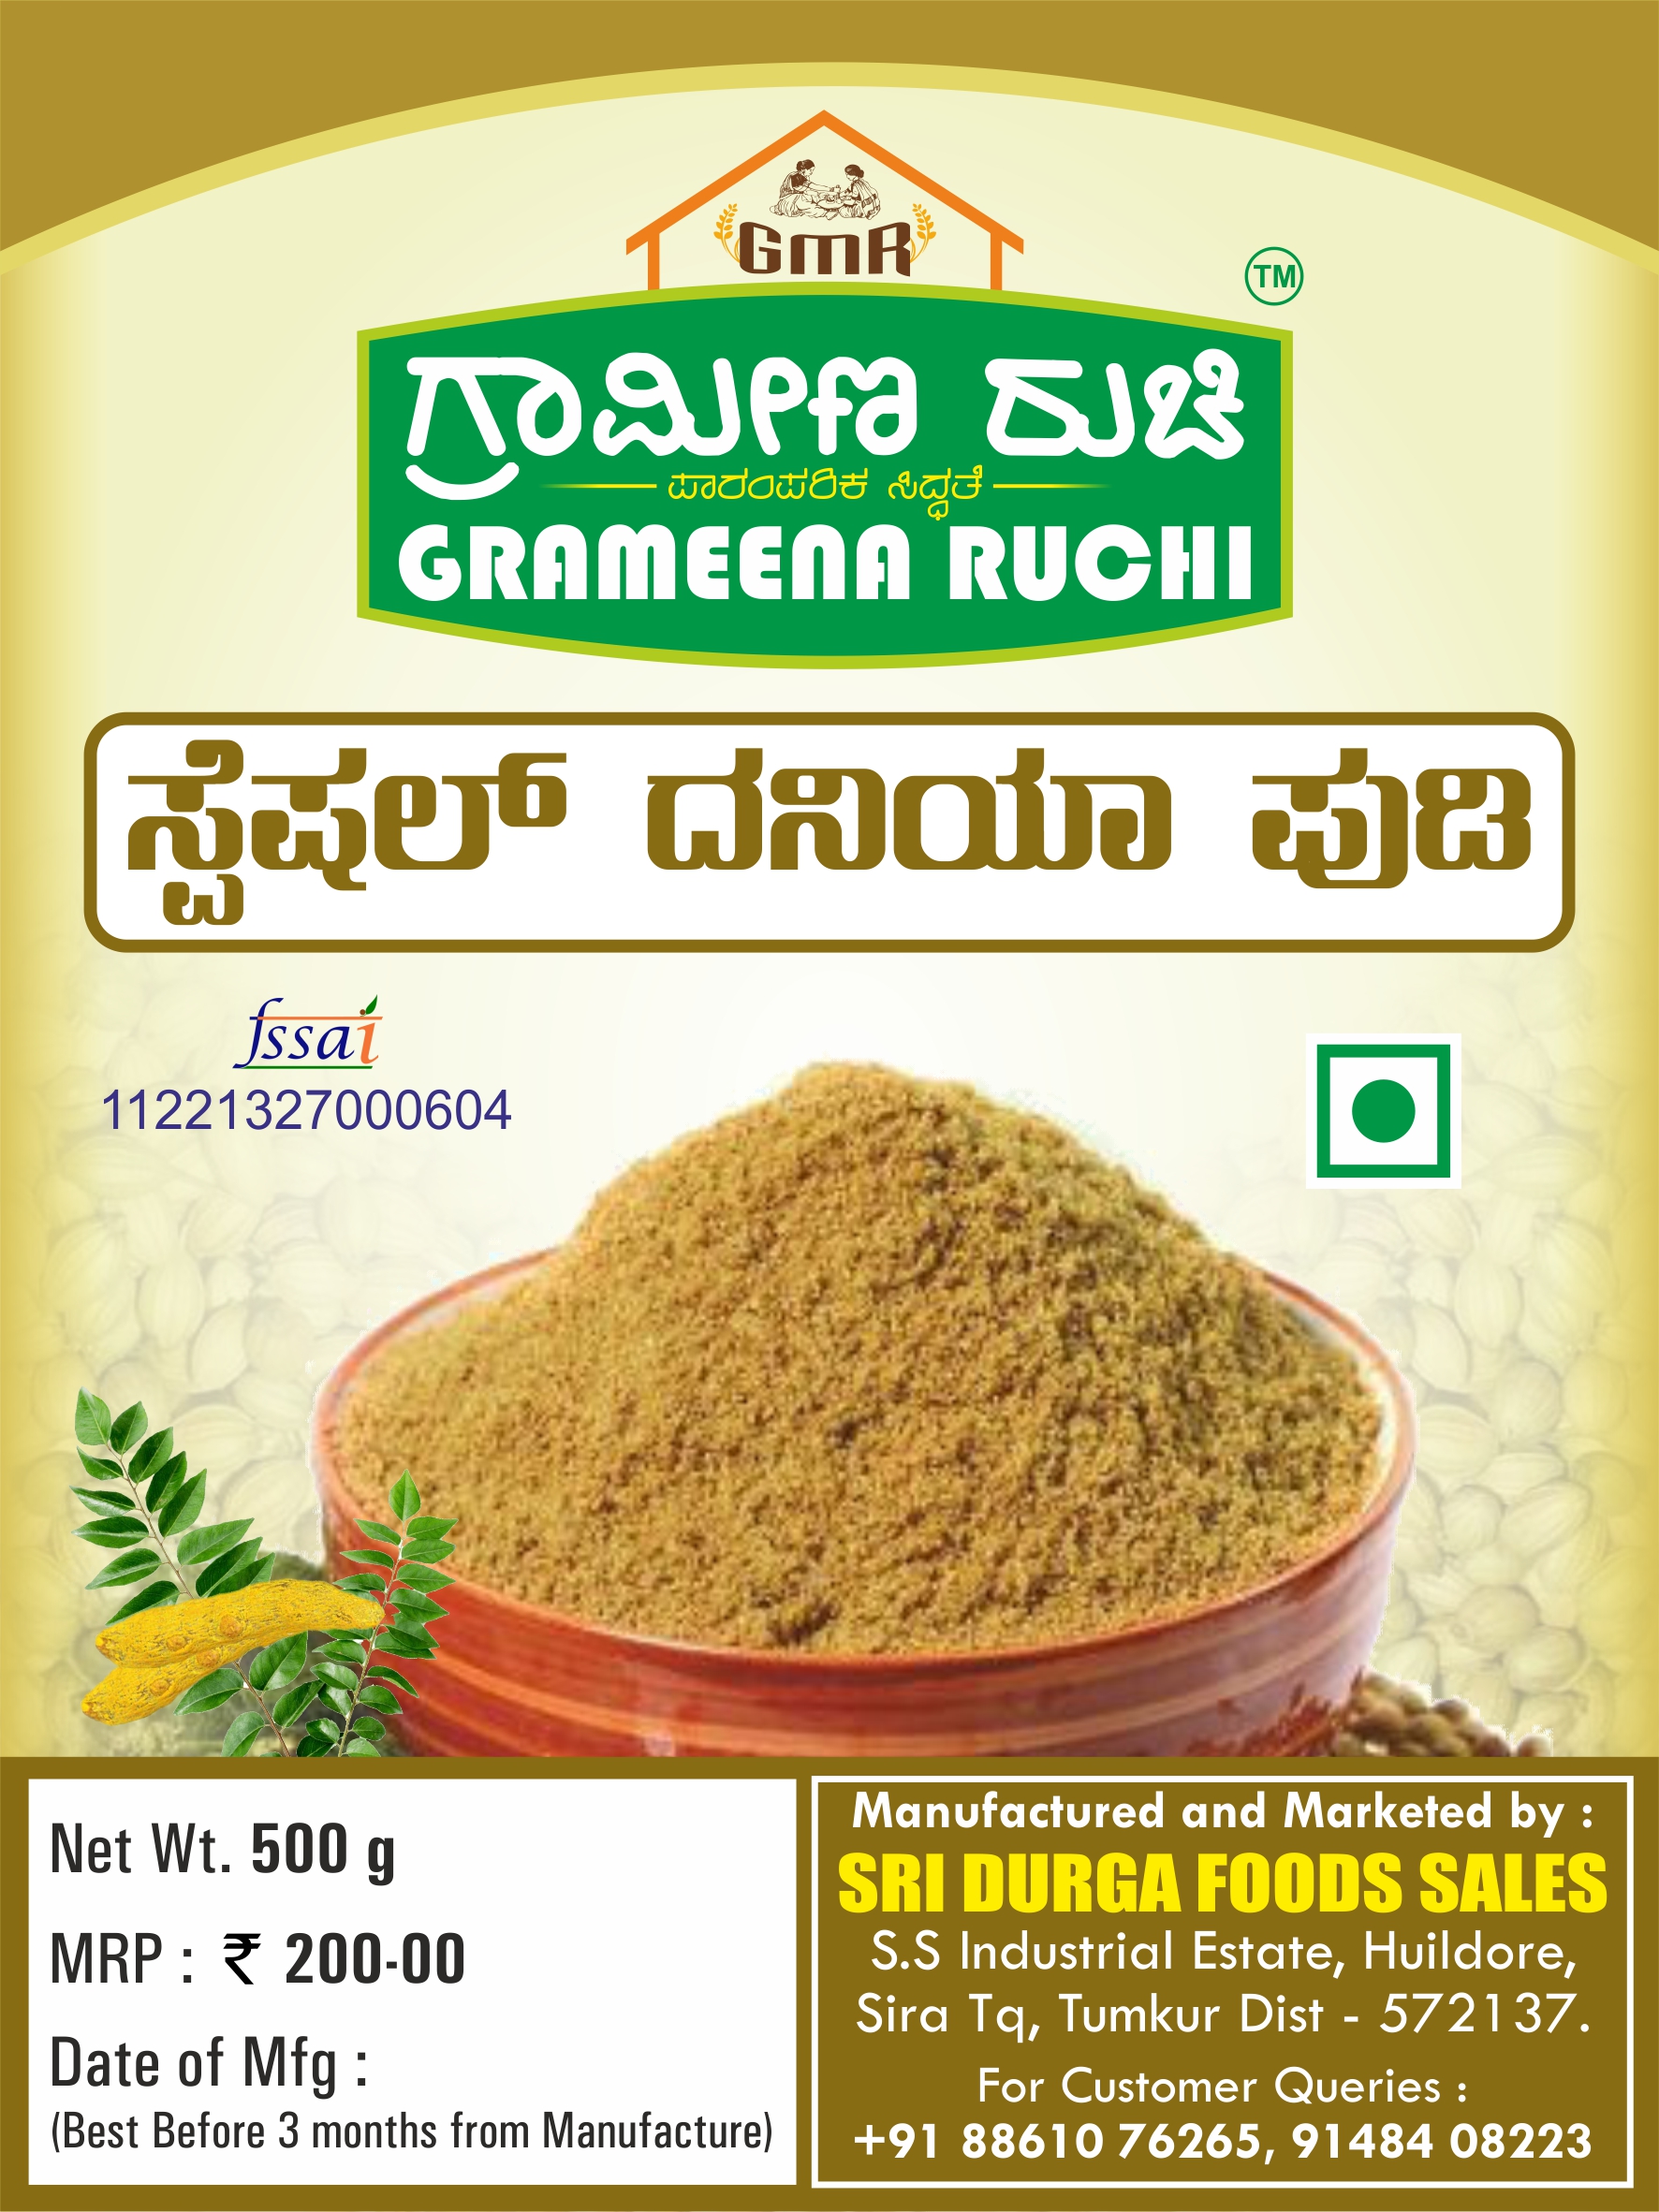 GMR
TM
ಗ್ರಾಮೀಣ ರುಚಿ
ಪಾರಂಪರಿಕ ಸಿದ್ಧತೆ
GRAMEENA RUCHI
ಸ್ಪೆಷಲ್ ದನಿಯಾ ಪುಡಿ
fssai
11221327000604
Net Wt. 500 g
MRP : ₹ 200-00
Date of Mfg :
(Best Before 3 months from Manufacture)
Manufactured and Marketed by :
SRI DURGA FOODS SALES
S.S Industrial Estate, Huildore,
Sira Tq, Tumkur Dist - 572137.
For Customer Queries :
+91 88610 76265, 91484 08223